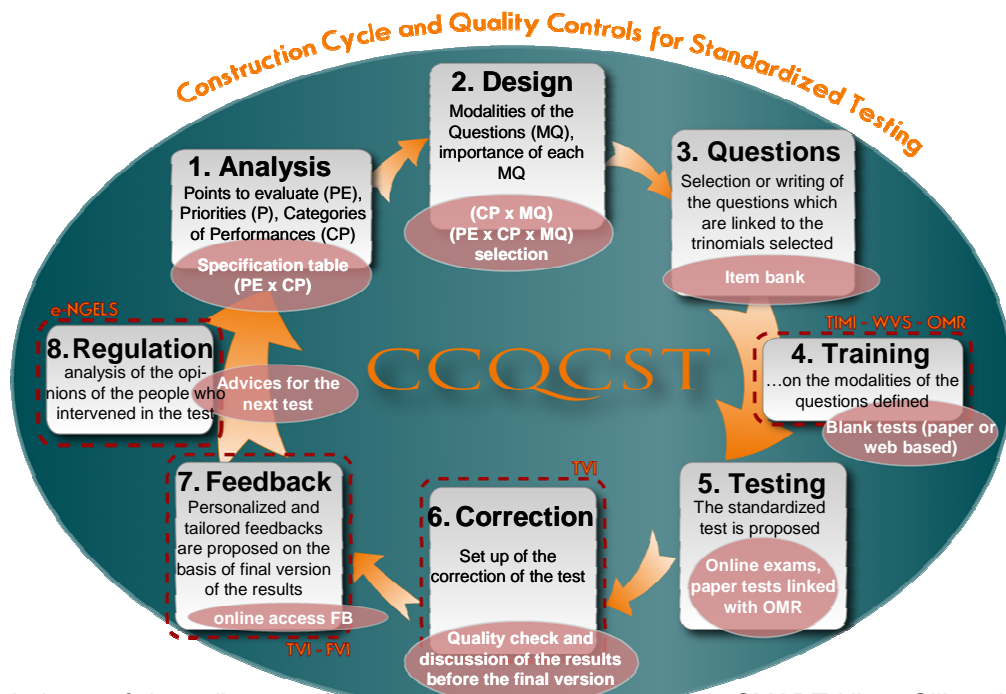 Construction Cycle and Quality Controls for Standardized Testing
1. Analysis
Points to evaluate (PE),
Priorities (P), Categories
of Performances (CP)
Specification table
(PE x CP)
2. Design
Modalities of the
Questions (MQ),
importance of each
MQ
(CP x MQ)
(PE x CP x MQ)
selection
3. Questions
Selection or writing of
the questions which
are linked to the
trinomials selected
Item bank
TIMI - WVS - OMR
4. Training
…on the modalities of the
questions defined
Blank tests (paper or
web based)
5. Testing
The standardized
test is proposed
Online exams,
paper tests linked
with OMR
TVI
6. Correction
Set up of the
correction of the test
Quality check and
discussion of the results
before the final version
7. Feedback
Personalized and
tailored feedbacks
are proposed on the
basis of final version
of the results
online access FB
TVI - FVI
e-NGELS
8. Regulation
analysis of the opi-
nions of the people who
intervened in the test
Advices for the
next test
CCQCST